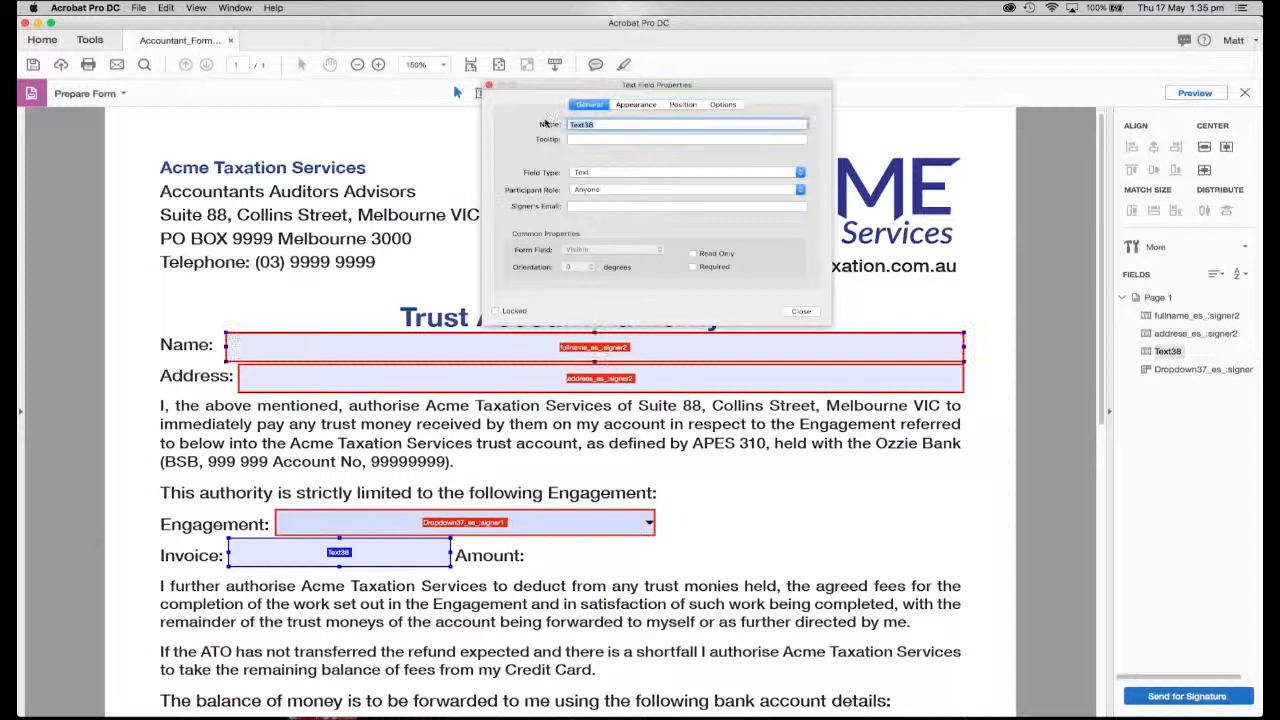 Acrobat Pro DC File Edit View Window Help 100% Thu 17 May 1.35 pm
Acrobat Pro DC
Home Tools Accountant_Form... × Matt
1 / 1 150%
Prepare Form Preview
Text Field Properties
General Appearance Position Options
Name: Text38
Tooltip:
Field Type: Text
Participant Role: Anyone
Signer's Email:
Common Properties
Form Field: Visible Read Only
Orientation: 0 degrees Required
Locked Close
Acme Taxation Services
Accountants Auditors Advisors
Suite 88, Collins Street, Melbourne VIC
PO BOX 9999 Melbourne 3000
Telephone: (03) 9999 9999
ME
Services
xation.com.au
Trust
Name: fullname_es_:signer2
Address: address_es_:signer2
I, the above mentioned, authorise Acme Taxation Services of Suite 88, Collins Street, Melbourne VIC to
immediately pay any trust money received by them on my account in respect to the Engagement referred
to below into the Acme Taxation Services trust account, as defined by APES 310, held with the Ozzie Bank
(BSB, 999 999 Account No, 99999999).
This authority is strictly limited to the following Engagement:
Engagement: Dropdown37_es_:signer1
Invoice: Text38 Amount:
I further authorise Acme Taxation Services to deduct from any trust monies held, the agreed fees for the
completion of the work set out in the Engagement and in satisfaction of such work being completed, with the
remainder of the trust moneys of the account being forwarded to myself or as further directed by me.
If the ATO has not transferred the refund expected and there is a shortfall I authorise Acme Taxation Services
to take the remaining balance of fees from my Credit Card.
The balance of money is to be forwarded to me using the following bank account details:
ALIGN CENTER
MATCH SIZE DISTRIBUTE
More
FIELDS
Page 1
fullname_es_:signer2
address_es_:signer2
Text38
Dropdown37_es_:signer
Send for Signature